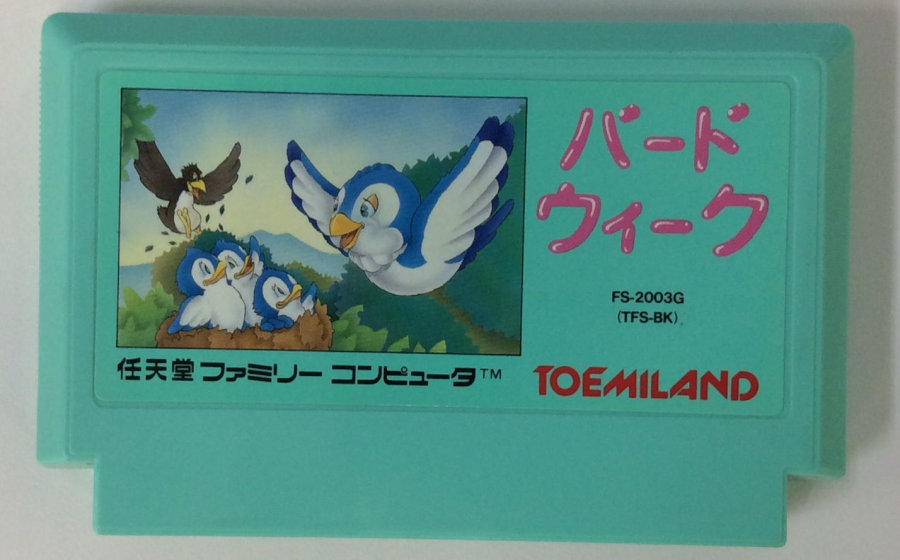 バード
ウィーク
FS-2003G
(TFS-BK)
任天堂 ファミリー コンピュータ™
TOEMILAND